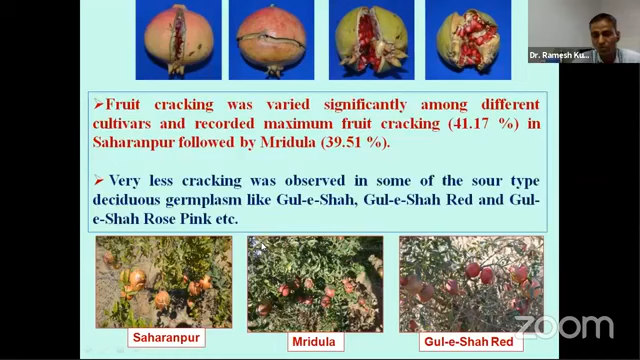 Dr. Ramesh Ku...
➢Fruit cracking was varied significantly among different
cultivars and recorded maximum fruit cracking (41.17 %) in
Saharanpur followed by Mridula (39.51 %).
➢ Very less cracking was observed in some of the sour type
deciduous germplasm like Gul-e-Shah, Gul-e-Shah Red and Gul-
e-Shah Rose Pink etc.
Saharanpur
Mridula
Gul-e-Shah Red
zoom